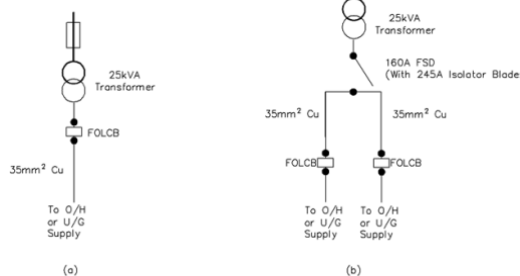 25kVA
Transformer
FOLCB
35mm² Cu
To O/H
or U/G
Supply
(a)
25kVA
Transformer
160A FSD
(With 245A Isolator Blade
35mm² Cu
35mm² Cu
FOLCB
FOLCB
To O/H
or U/G
Supply
To O/H
or U/G
Supply
(b)